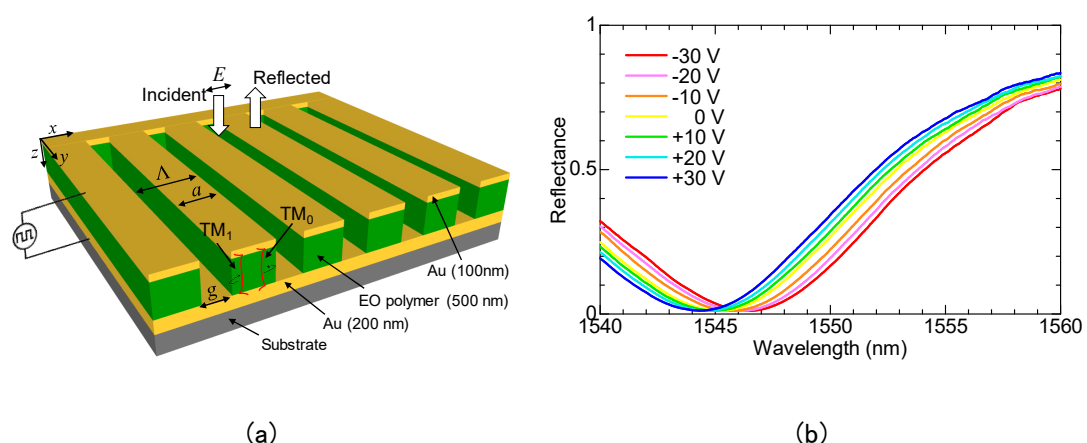 E
Incident
Reflected
x
y
z
Λ
a
TM1
TM0
g
Au (100nm)
EO polymer (500 nm)
Au (200 nm)
Substrate
(a)
1
0.5
0
Reflectance
-30 V
-20 V
-10 V
0 V
+10 V
+20 V
+30 V
1540 1545 1550 1555 1560
Wavelength (nm)
(b)